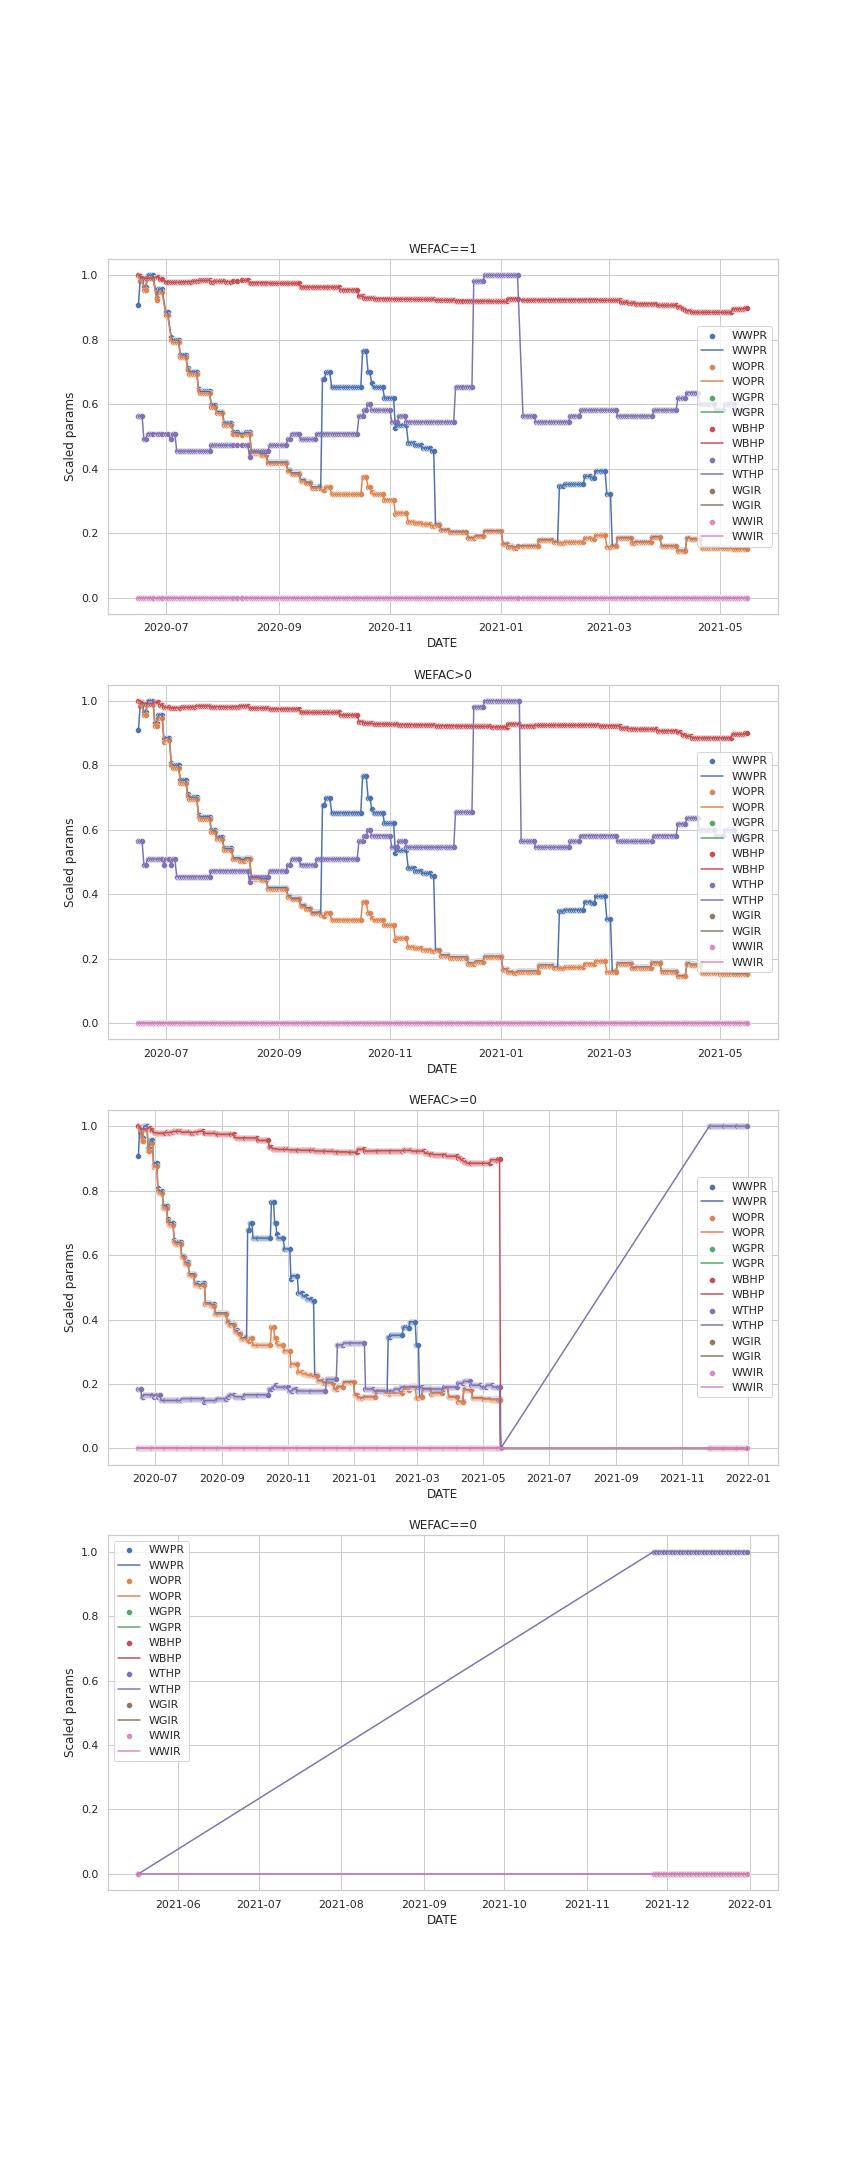 WEFAC==1
1.0
0.8
0.6
0.4
0.2
0.0
Scaled params
WWPR
WWPR
WOPR
WOPR
WGPR
WGPR
WBHP
WBHP
WTHP
WTHP
WGIR
WGIR
WWIR
WWIR
2020-07 2020-09 2020-11 2021-01 2021-03 2021-05
DATE
WEFAC>0
1.0
0.8
0.6
0.4
0.2
0.0
Scaled params
WWPR
WWPR
WOPR
WOPR
WGPR
WGPR
WBHP
WBHP
WTHP
WTHP
WGIR
WGIR
WWIR
WWIR
2020-07 2020-09 2020-11 2021-01 2021-03 2021-05
DATE
WEFAC>=0
1.0
0.8
0.6
0.4
0.2
0.0
Scaled params
WWPR
WWPR
WOPR
WOPR
WGPR
WGPR
WBHP
WBHP
WTHP
WTHP
WGIR
WGIR
WWIR
WWIR
2020-07 2020-09 2020-11 2021-01 2021-03 2021-05 2021-07 2021-09 2021-11 2022-01
DATE
WEFAC==0
1.0
0.8
0.6
0.4
0.2
0.0
Scaled params
WWPR
WWPR
WOPR
WOPR
WGPR
WGPR
WBHP
WBHP
WTHP
WTHP
WGIR
WGIR
WWIR
WWIR
2021-06 2021-07 2021-08 2021-09 2021-10 2021-11 2021-12 2022-01
DATE